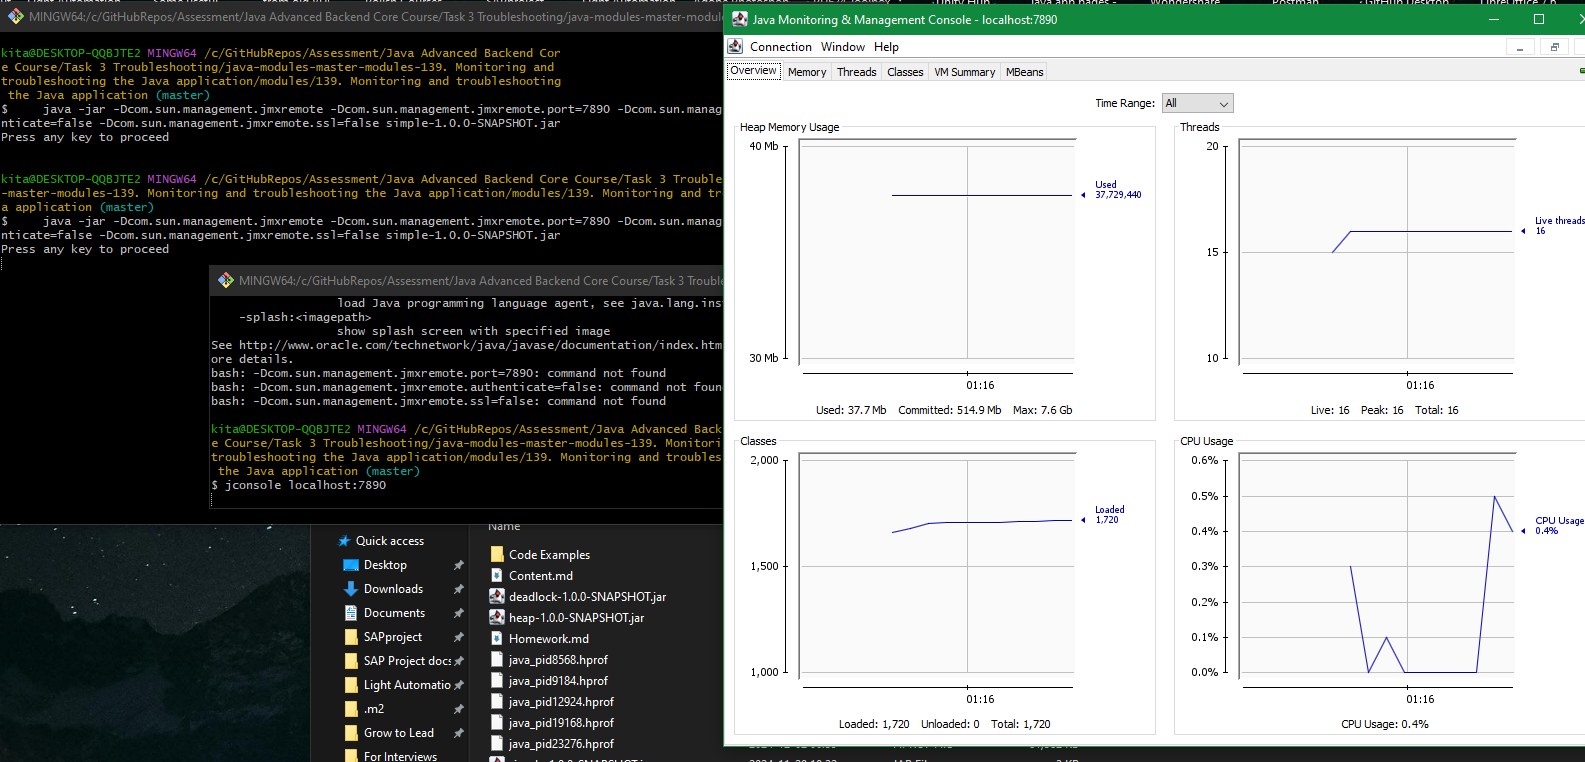 MINGW64:/c/GitHubRepos/Assessment/Java Advanced Backend Core Course/Task 3 Troubleshooting/java-modules-master-modu
kita@DESKTOP-QQBJTE2 MINGW64 /c/GitHubRepos/Assessment/Java Advanced Backend Cor
e Course/Task 3 Troubleshooting/java-modules-master-modules-139. Monitoring and
troubleshooting the Java application/modules/139. Monitoring and troubleshooting
the Java application (master)
$ java -jar -Dcom.sun.management.jmxremote -Dcom.sun.management.jmxremote.port=7890 -Dcom.sun.manag
nticate=false -Dcom.sun.management.jmxremote.ssl=false simple-1.0.0-SNAPSHOT.jar
Press any key to proceed
kita@DESKTOP-QQBJTE2 MINGW64 /c/GitHubRepos/Assessment/Java Advanced Backend Core Course/Task 3 Trouble
-master-modules-139. Monitoring and troubleshooting the Java application/modules/139. Monitoring and tr
a application (master)
$ java -jar -Dcom.sun.management.jmxremote -Dcom.sun.management.jmxremote.port=7890 -Dcom.sun.manag
nticate=false -Dcom.sun.management.jmxremote.ssl=false simple-1.0.0-SNAPSHOT.jar
Press any key to proceed
MINGW64:/c/GitHubRepos/Assessment/Java Advanced Backend Core Course/Task 3 Troubl
load Java programming language agent, see java.lang.ins
-splash:<imagepath>
show splash screen with specified image
See http://www.oracle.com/technetwork/java/javase/documentation/index.htm
ore details.
bash: -Dcom.sun.management.jmxremote.port=7890: command not found
bash: -Dcom.sun.management.jmxremote.authenticate=false: command not foun
bash: -Dcom.sun.management.jmxremote.ssl=false: command not found
kita@DESKTOP-QQBJTE2 MINGW64 /c/GitHubRepos/Assessment/Java Advanced Back
e Course/Task 3 Troubleshooting/java-modules-master-modules-139. Monitori
troubleshooting the Java application/modules/139. Monitoring and troubles
the Java application (master)
$ jconsole localhost:7890
Quick access
Desktop
Downloads
Documents
SAPproject
SAP Project docs
Light Automatio
.m2
Grow to Lead
For Interviews
Name
Code Examples
Content.md
deadlock-1.0.0-SNAPSHOT.jar
heap-1.0.0-SNAPSHOT.jar
Homework.md
java_pid8568.hprof
java_pid9184.hprof
java_pid12924.hprof
java_pid19168.hprof
java_pid23276.hprof
Java Monitoring & Management Console - localhost:7890
Connection Window Help
Overview Memory Threads Classes VM Summary MBeans
Time Range: All
Heap Memory Usage
40 Mb
30 Mb
Used
37,729,440
01:16
Used: 37.7 Mb Committed: 514.9 Mb Max: 7.6 Gb
Threads
20
15
10
Live threads
16
01:16
Live: 16 Peak: 16 Total: 16
Classes
2,000
1,500
1,000
Loaded
1,720
01:16
Loaded: 1,720 Unloaded: 0 Total: 1,720
CPU Usage
0.6%
0.5%
0.4%
0.3%
0.2%
0.1%
0.0%
CPU Usage
0.4%
01:16
CPU Usage: 0.4%